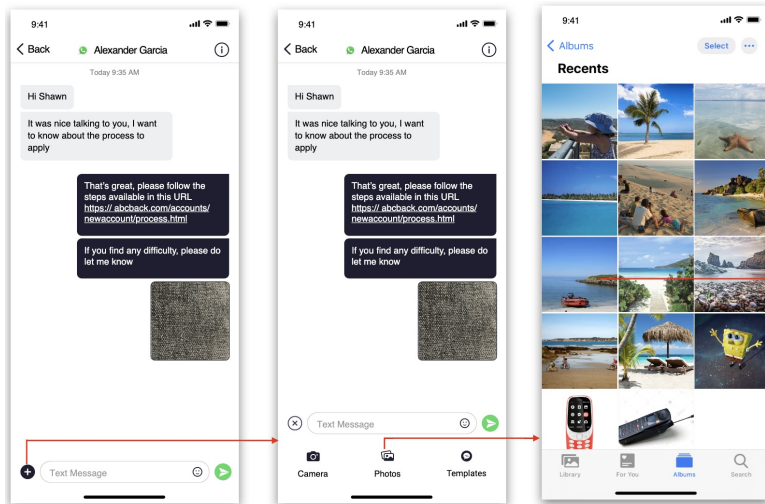 9:41
Back
Alexander Garcia
Today 9:35 AM
Hi Shawn
It was nice talking to you, I want
to know about the process to
apply
That's great, please follow the
steps available in this URL
https:// abcback.com/accounts/
newaccount/process.html
If you find any difficulty, please do
let me know
Text Message
9:41
Back
Alexander Garcia
Today 9:35 AM
Hi Shawn
It was nice talking to you, I want
to know about the process to
apply
That's great, please follow the
steps available in this URL
https:// abcback.com/accounts/
newaccount/process.html
If you find any difficulty, please do
let me know
Text Message
Camera
Photos
Templates
9:41
Albums
Select
Recents
Library
For You
Albums
Search